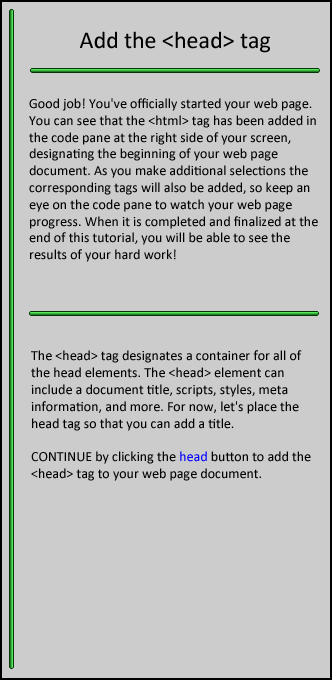 Add the <head> tag
Good job! You've officially started your web page.
You can see that the <html> tag has been added in
the code pane at the right side of your screen,
designating the beginning of your web page
document. As you make additional selections the
corresponding tags will also be added, so keep an
eye on the code pane to watch your web page
progress. When it is completed and finalized at the
end of this tutorial, you will be able to see the
results of your hard work!
The <head> tag designates a container for all of
the head elements. The <head> element can
include a document title, scripts, styles, meta
information, and more. For now, let's place the
head tag so that you can add a title.
CONTINUE by clicking the head button to add the
<head> tag to your web page document.